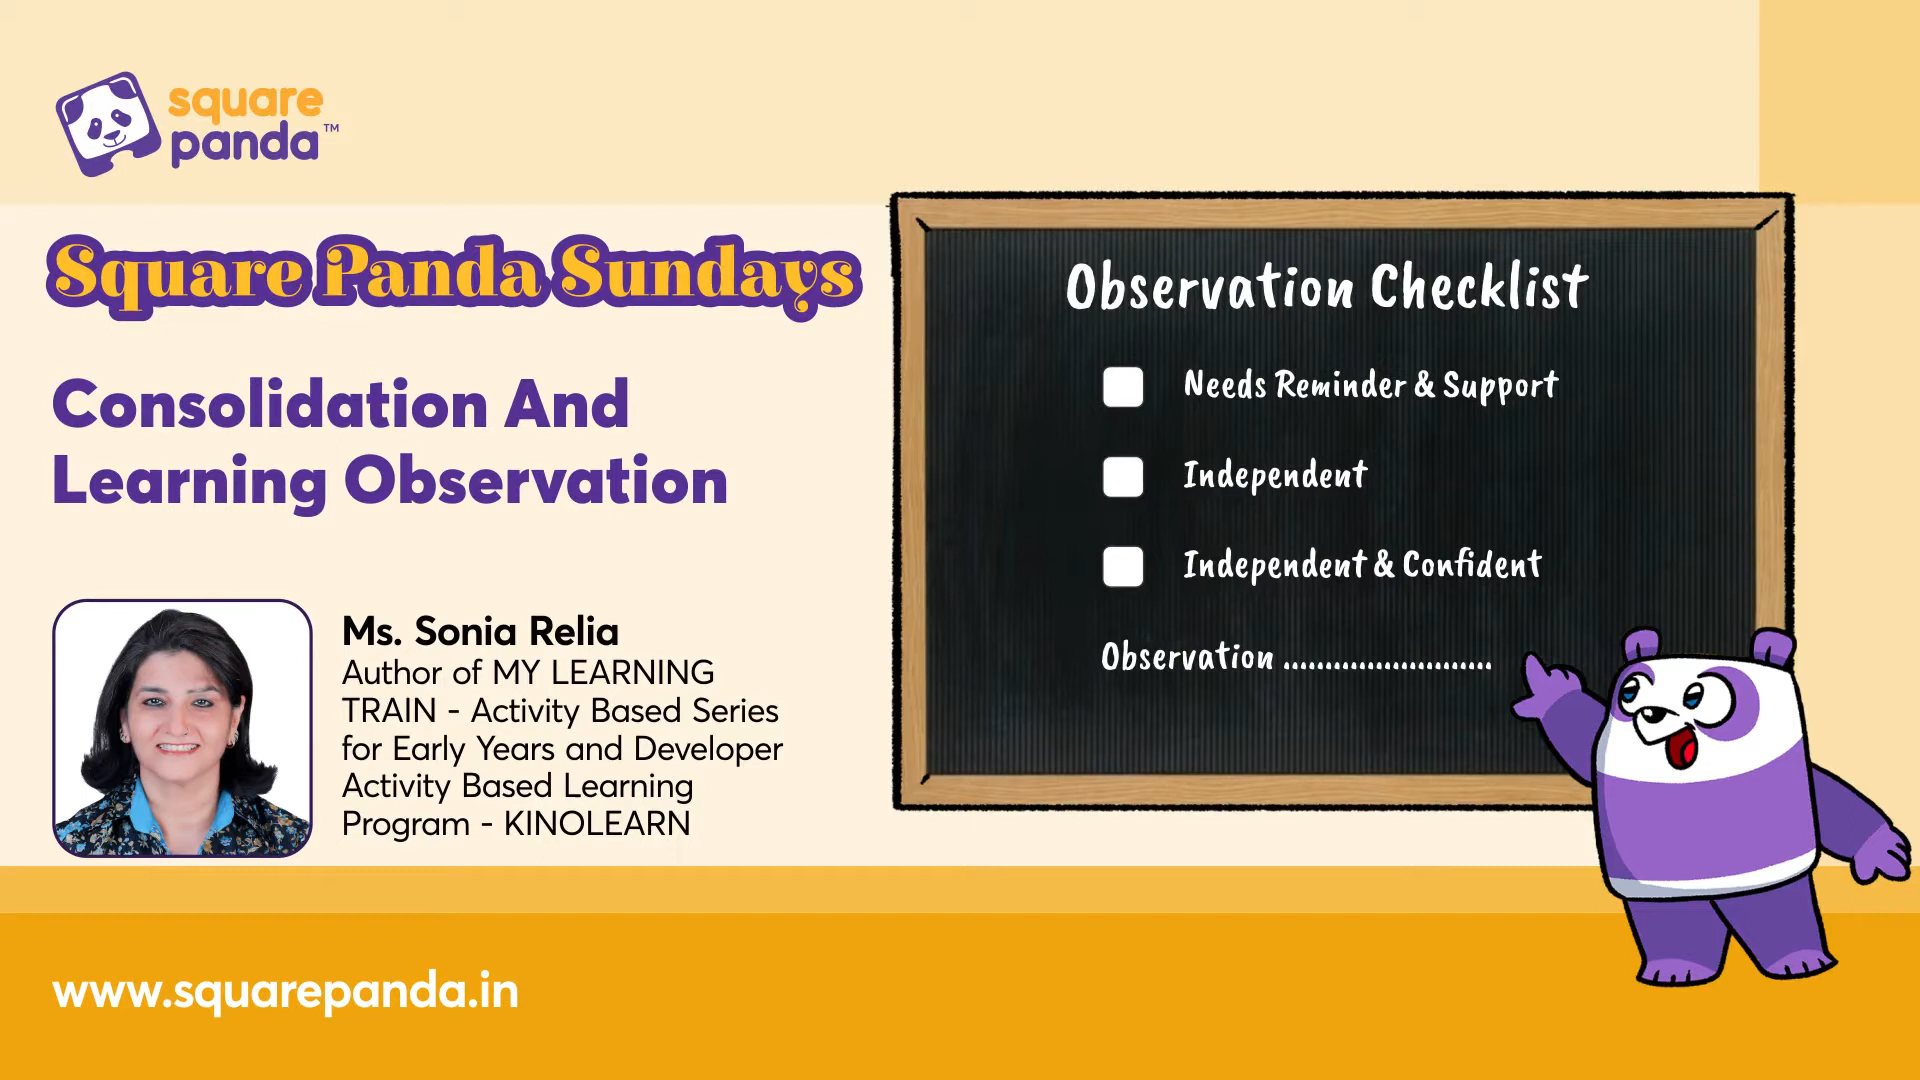 square
panda™
Square Panda Sundays
Consolidation And
Learning Observation
Ms. Sonia Relia
Author of MY LEARNING
TRAIN - Activity Based Series
for Early Years and Developer
Activity Based Learning
Program - KINOLEARN
www.squarepanda.in
Observation Checklist
Needs Reminder & Support
Independent
Independent & Confident
Observation .........................